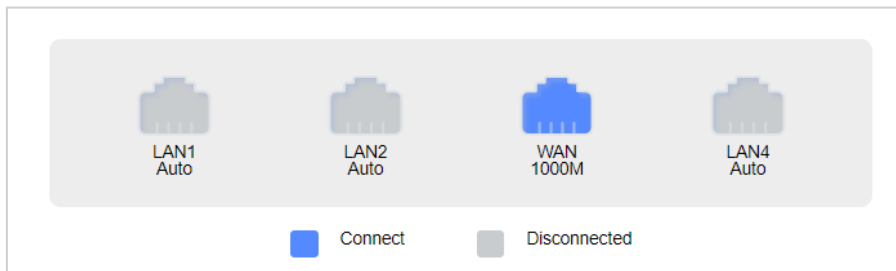 LAN1
Auto
LAN2
Auto
WAN
1000M
LAN4
Auto
Connect
Disconnected